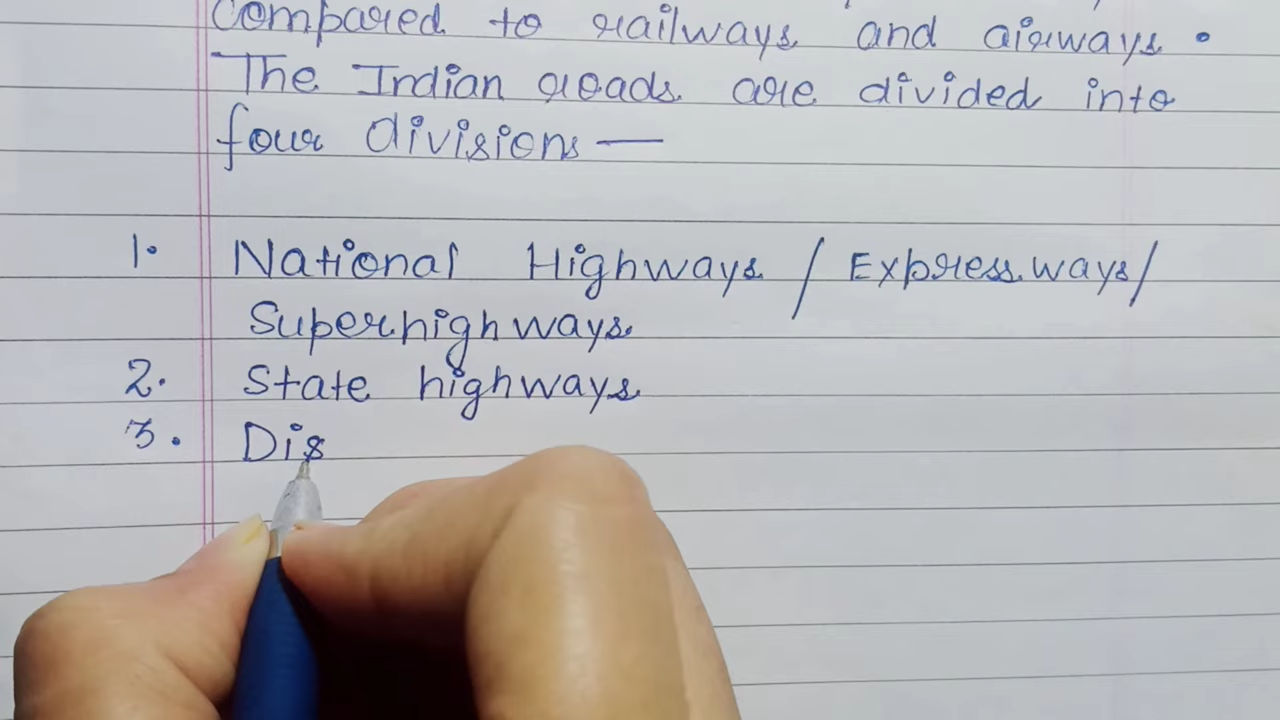 Compared to railways and airways.
The Indian roads are divided into
four divisions —
1. National Highways / Expressways/
Superhighways
2. State highways
3. Dis